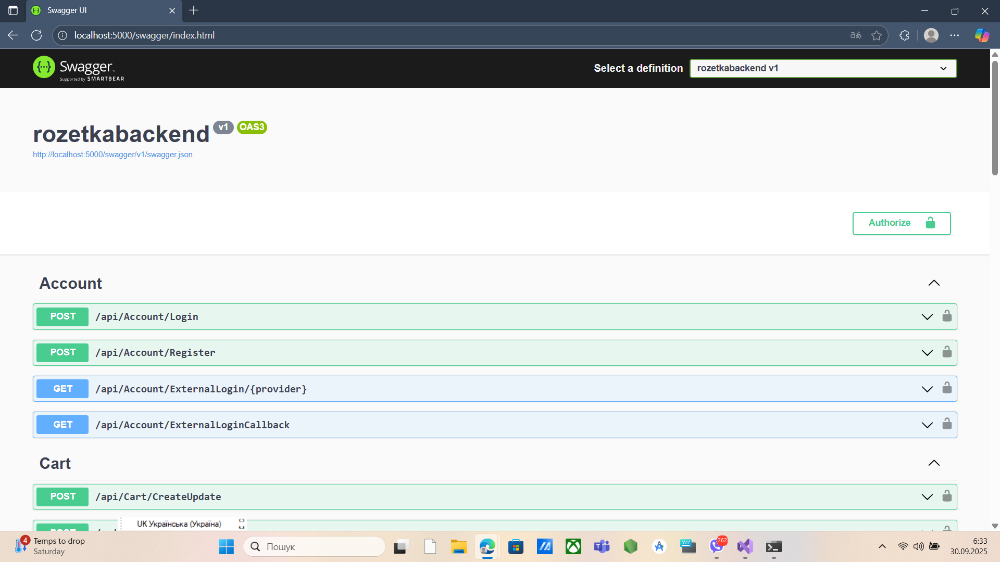 Swagger UI
localhost:5000/swagger/index.html
Swagger
Supported by SMARTBEAR
Select a definition
rozetkabackend v1
rozetkabackend v1 OAS3
http://localhost:5000/swagger/v1/swagger.json
Authorize
Account
POST /api/Account/Login
POST /api/Account/Register
GET /api/Account/ExternalLogin/{provider}
GET /api/Account/ExternalLoginCallback
Cart
POST /api/Cart/CreateUpdate
UK Українська (Україна)
4
Temps to drop
Saturday
Пошук
262
6:33
30.09.2025